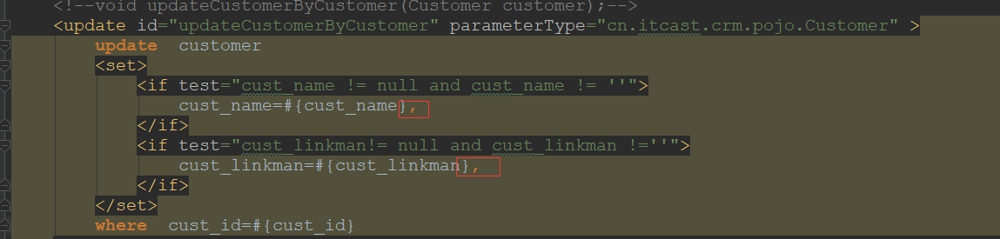 <!--void updateCustomerByCustomer(Customer customer);-->
<update id="updateCustomerByCustomer" parameterType="cn.itcast.crm.pojo.Customer" >
update  customer
<set>
<if test="cust_name != null and cust_name != ''">
cust_name=#{cust_name},
</if>
<if test="cust_linkman!= null and cust_linkman !=''">
cust_linkman=#{cust_linkman},
</if>
</set>
where  cust_id=#{cust_id}